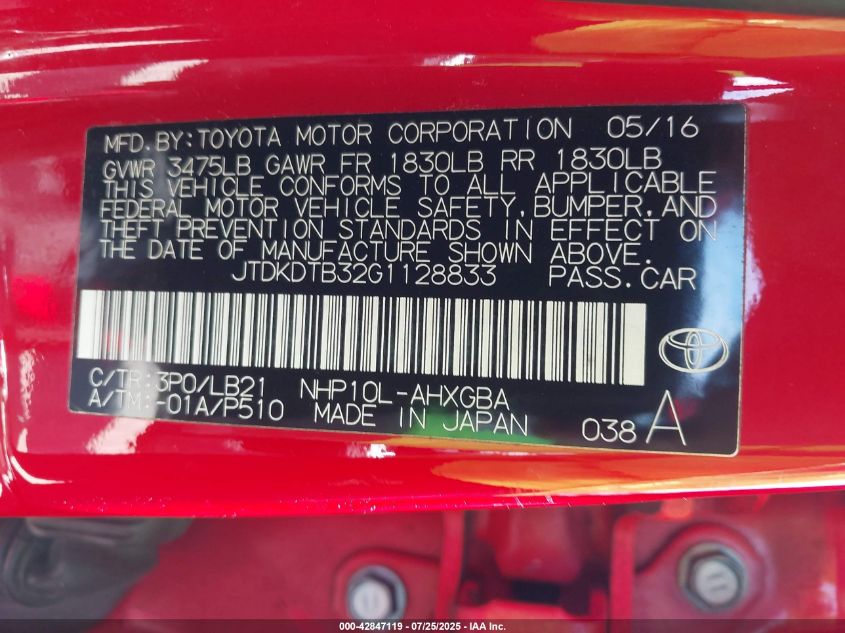 MFD. BY: TOYOTA MOTOR CORPORATION 05/16
GVWR 3475LB GAWR FR 1830LB RR 1830LB
THIS VEHICLE CONFORMS TO ALL APPLICABLE
FEDERAL MOTOR VEHICLE SAFETY, BUMPER, AND
THEFT PREVENTION STANDARDS IN EFFECT ON
THE DATE OF MANUFACTURE SHOWN ABOVE.
JTDKDTB32G1128833 PASS. CAR
C/TR: 3P0/LB21 NHP10L-AHXGBA
A/TM: -01A/P510 MADE IN JAPAN 038 A
000-42847119 - 07/25/2025 - IAA Inc.